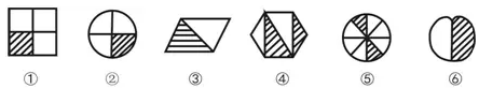 ① ② ③ ④ ⑤ ⑥